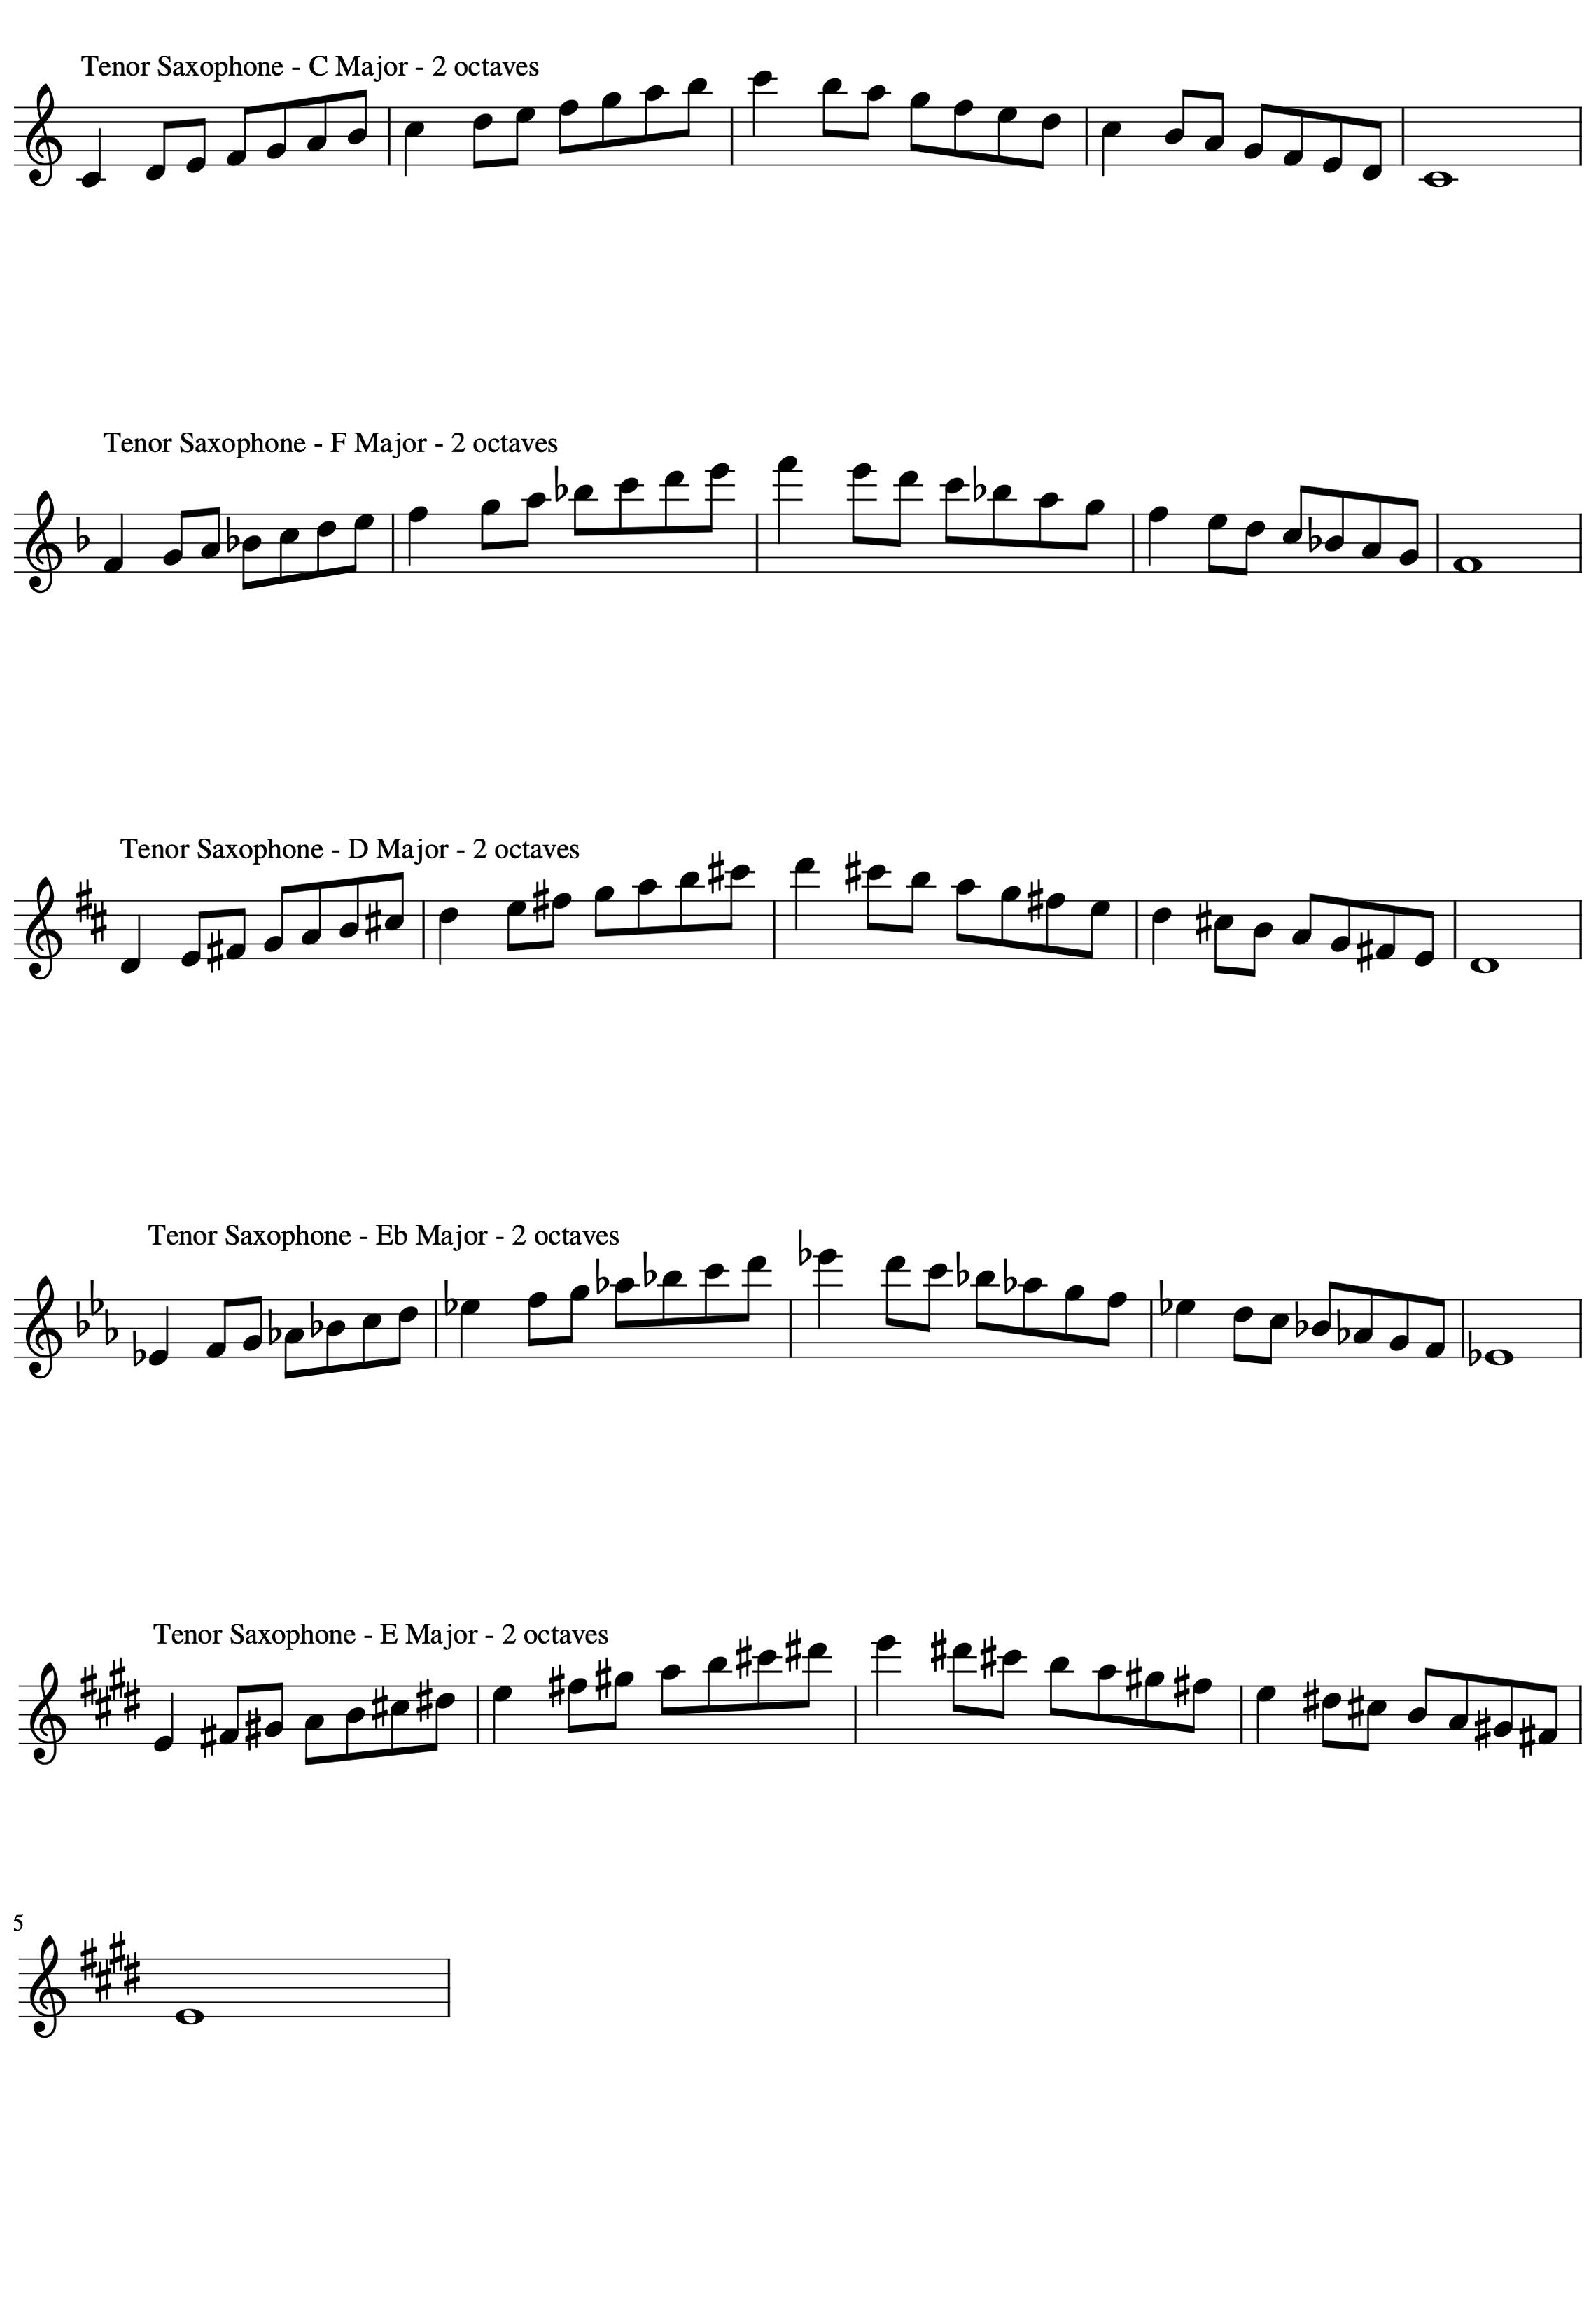 Tenor Saxophone - C Major - 2 octaves
Tenor Saxophone - F Major - 2 octaves
Tenor Saxophone - D Major - 2 octaves
Tenor Saxophone - Eb Major - 2 octaves
Tenor Saxophone - E Major - 2 octaves
5